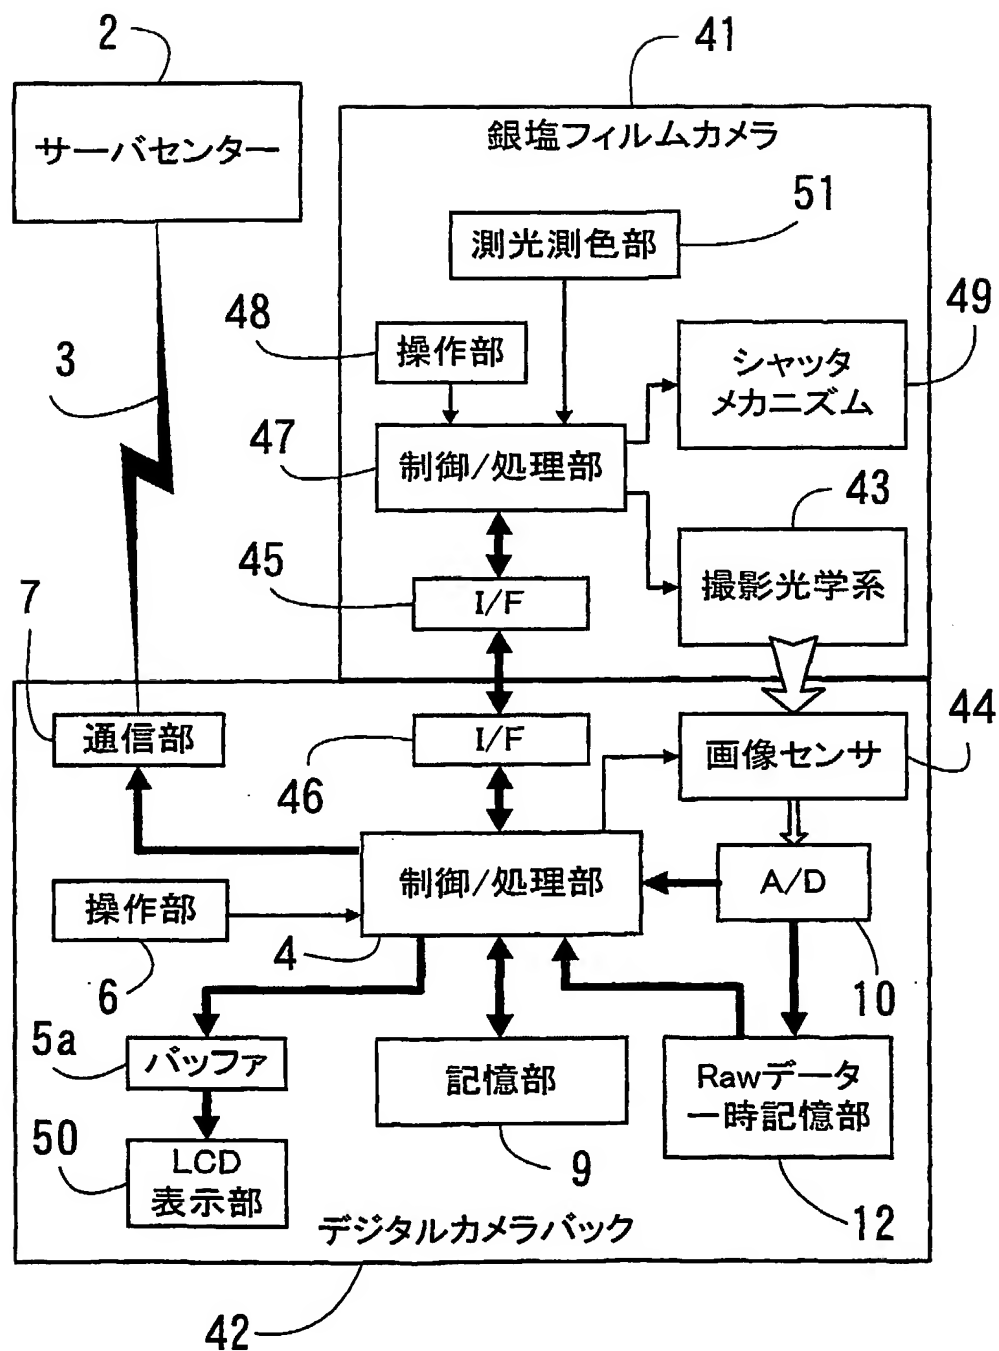 2
41
サーバセンター
銀塩フィルムカメラ
51
測光測色部
49
48
3
操作部
シャッタ
メカニズム
47
制御/処理部
43
45
7
I/F
撮影光学系
44
通信部
I/F
画像センサ
46
制御/処理部
A/D
操作部
4
6
10
5a
バッファ
記憶部
Rawデータ
一時記憶部
50
LCD
表示部
9
12
デジタルカメラバック
42